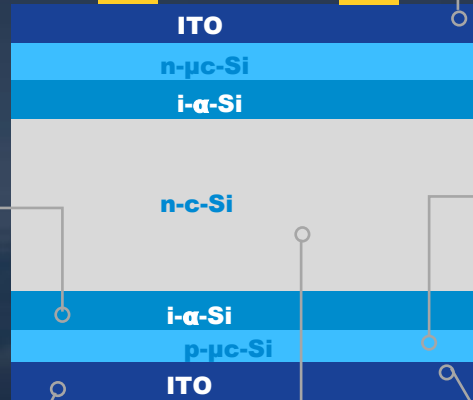 ITO
n-µc-Si
i-α-Si
n-c-Si
i-α-Si
p-µc-Si
ITO